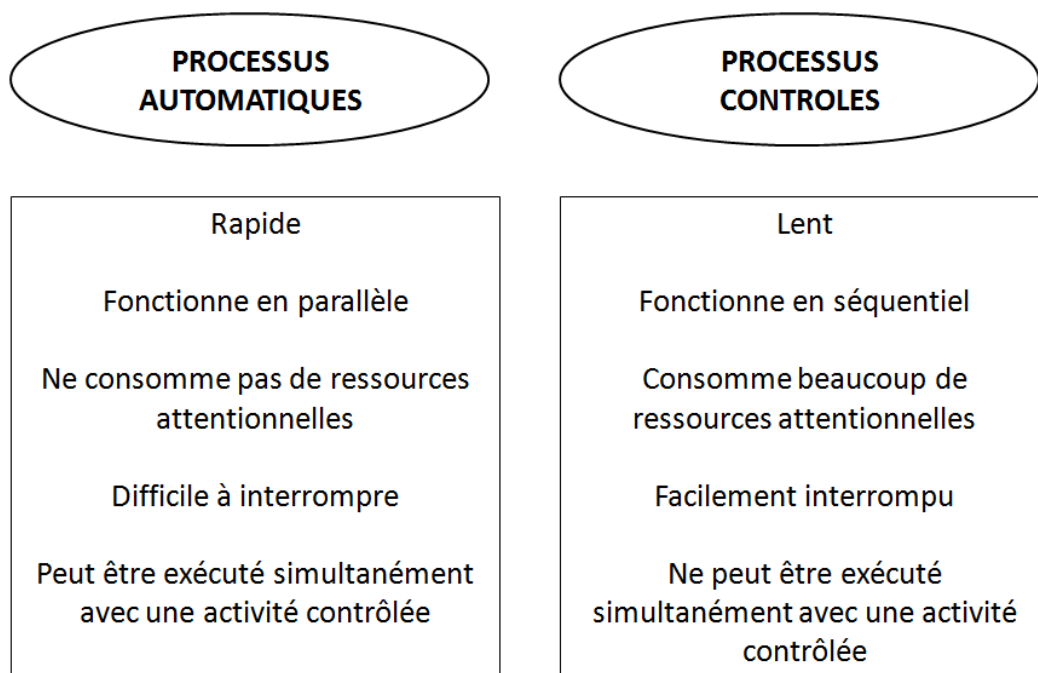 PROCESSUS
AUTOMATIQUES
PROCESSUS
CONTROLES
Rapide
Fonctionne en parallèle
Ne consomme pas de ressources
attentionnelles
Difficile à interrompre
Peut être exécuté simultanément
avec une activité contrôlée
Lent
Fonctionne en séquentiel
Consomme beaucoup de
ressources attentionnelles
Facilement interrompu
Ne peut être exécuté
simultanément avec une activité
contrôlée